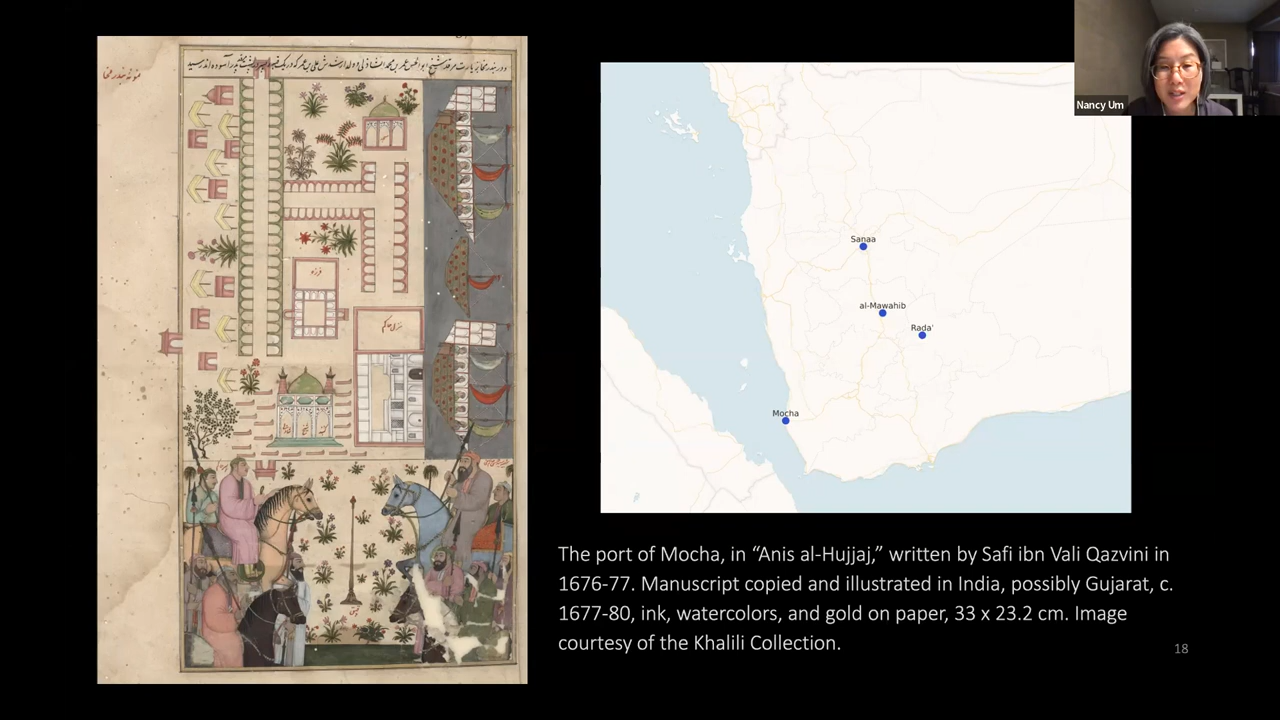 Nancy Um
Sanaa
al-Mawahib
Rada'
Mocha
منزل حاكم
The port of Mocha, in “Anis al-Hujjaj,” written by Safi ibn Vali Qazvini in
1676-77. Manuscript copied and illustrated in India, possibly Gujarat, c.
1677-80, ink, watercolors, and gold on paper, 33 x 23.2 cm. Image
courtesy of the Khalili Collection.
18